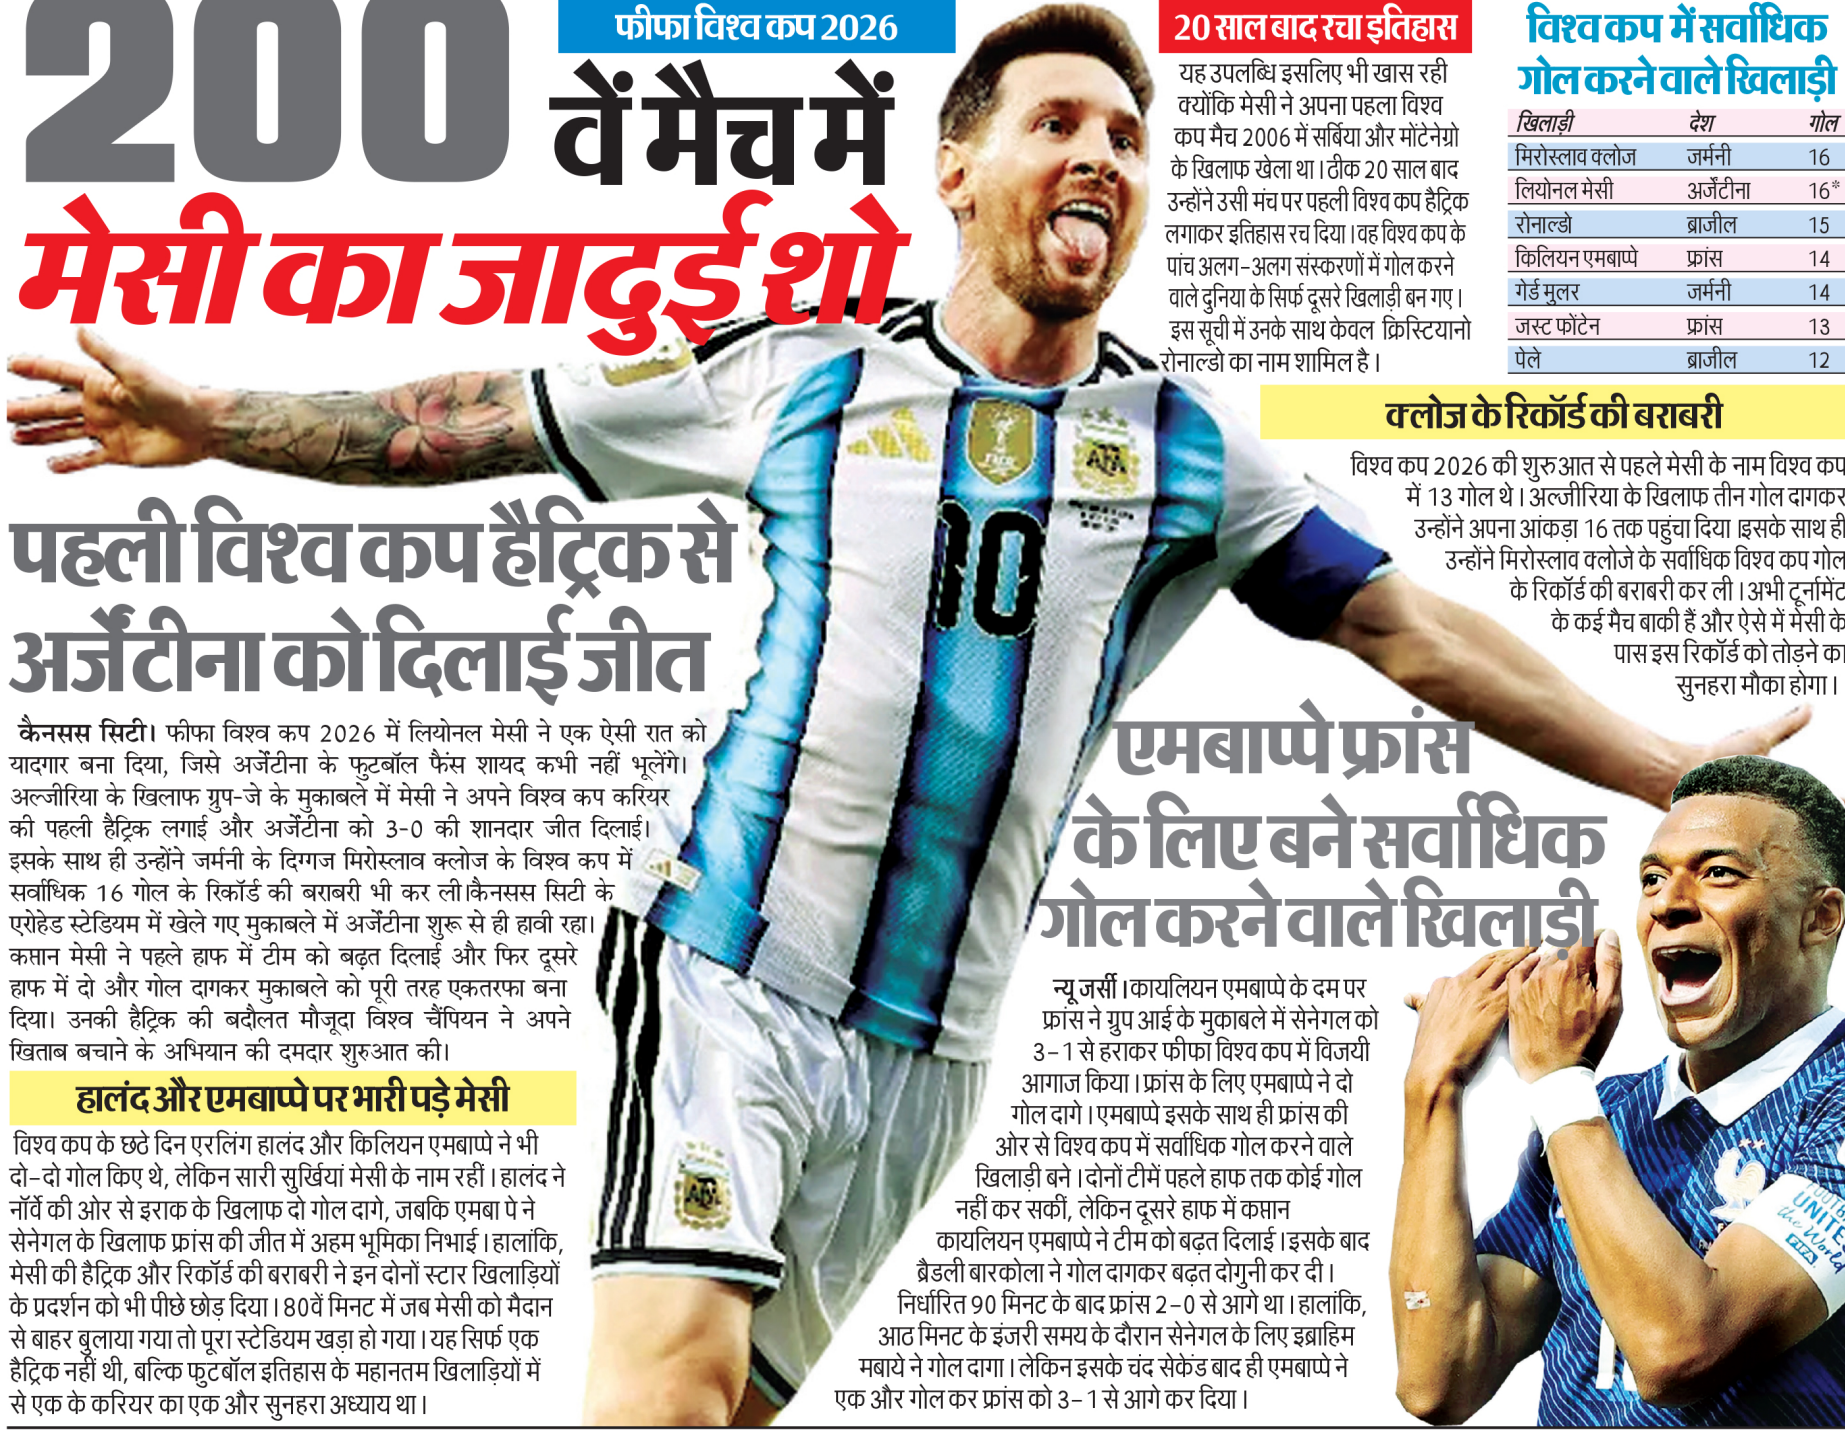 फीफा विश्व कप 2026
200 वें मैच में
मेसी का जादुई शो
पहली विश्व कप हैट्रिक से
अर्जेंटीना को दिलाई जीत
कैनसस सिटी। फीफा विश्व कप 2026 में लियोनल मेसी ने एक ऐसी रात को
यादगार बना दिया, जिसे अर्जेंटीना के फुटबॉल फैंस शायद कभी नहीं भूलेंगे।
अल्जीरिया के खिलाफ ग्रुप-जे के मुकाबले में मेसी ने अपने विश्व कप करियर
की पहली हैट्रिक लगाई और अर्जेंटीना को 3-0 की शानदार जीत दिलाई।
इसके साथ ही उन्होंने जर्मनी के दिग्गज मिरोस्लाव क्लोज के विश्व कप में
सर्वाधिक 16 गोल के रिकॉर्ड की बराबरी भी कर ली।कैनसस सिटी के
एरोहेड स्टेडियम में खेले गए मुकाबले में अर्जेंटीना शुरू से ही हावी रहा।
कप्तान मेसी ने पहले हाफ में टीम को बढ़त दिलाई और फिर दूसरे
हाफ में दो और गोल दागकर मुकाबले को पूरी तरह एकतरफा बना
दिया। उनकी हैट्रिक की बदौलत मौजूदा विश्व चैंपियन ने अपने
खिताब बचाने के अभियान की दमदार शुरुआत की।
हालंद और एमबाप्पे पर भारी पड़े मेसी
विश्व कप के छठे दिन एरलिंग हालंद और किलियन एमबाप्पे ने भी
दो-दो गोल किए थे, लेकिन सारी सुर्खियां मेसी के नाम रहीं। हालंद ने
नॉर्वे की ओर से इराक के खिलाफ दो गोल दागे, जबकि एमबा पे ने
सेनेगल के खिलाफ फ्रांस की जीत में अहम भूमिका निभाई। हालांकि,
मेसी की हैट्रिक और रिकॉर्ड की बराबरी ने इन दोनों स्टार खिलाड़ियों
के प्रदर्शन को भी पीछे छोड़ दिया। 80वें मिनट में जब मेसी को मैदान
से बाहर बुलाया गया तो पूरा स्टेडियम खड़ा हो गया। यह सिर्फ एक
हैट्रिक नहीं थी, बल्कि फुटबॉल इतिहास के महानतम खिलाड़ियों में
से एक के करियर का एक और सुनहरा अध्याय था।
20 साल बाद रचा इतिहास
यह उपलब्धि इसलिए भी खास रही
क्योंकि मेसी ने अपना पहला विश्व
कप मैच 2006 में सर्बिया और मोंटेनेग्रो
के खिलाफ खेला था। ठीक 20 साल बाद
उन्होंने उसी मंच पर पहली विश्व कप हैट्रिक
लगाकर इतिहास रच दिया। वह विश्व कप के
पांच अलग-अलग संस्करणों में गोल करने
वाले दुनिया के सिर्फ दूसरे खिलाड़ी बन गए।
इस सूची में उनके साथ केवल क्रिस्टियानो
रोनाल्डो का नाम शामिल है।
विश्व कप में सर्वाधिक
गोल करने वाले खिलाड़ी
खिलाड़ी देश गोल
मिरोस्लाव क्लोज जर्मनी 16
लियोनल मेसी अर्जेंटीना 16*
रोनाल्डो ब्राजील 15
किलियन एमबाप्पे फ्रांस 14
गेर्ड मुलर जर्मनी 14
जस्ट फोंटेन फ्रांस 13
पेले ब्राजील 12
क्लोज के रिकॉर्ड की बराबरी
विश्व कप 2026 की शुरुआत से पहले मेसी के नाम विश्व कप
में 13 गोल थे। अल्जीरिया के खिलाफ तीन गोल दागकर
उन्होंने अपना आंकड़ा 16 तक पहुंचा दिया।इसके साथ ही
उन्होंने मिरोस्लाव क्लोजे के सर्वाधिक विश्व कप गोल
के रिकॉर्ड की बराबरी कर ली। अभी टूर्नामेंट
के कई मैच बाकी हैं और ऐसे में मेसी के
पास इस रिकॉर्ड को तोड़ने का
सुनहरा मौका होगा।
एमबाप्पे फ्रांस
के लिए बने सर्वाधिक
गोल करने वाले खिलाड़ी
न्यू जर्सी। कायलियन एमबाप्पे के दम पर
फ्रांस ने ग्रुप आई के मुकाबले में सेनेगल को
3-1 से हराकर फीफा विश्व कप में विजयी
आगाज किया। फ्रांस के लिए एमबाप्पे ने दो
गोल दागे। एमबाप्पे इसके साथ ही फ्रांस की
ओर से विश्व कप में सर्वाधिक गोल करने वाले
खिलाड़ी बने। दोनों टीमें पहले हाफ तक कोई गोल
नहीं कर सकीं, लेकिन दूसरे हाफ में कप्तान
कायलियन एमबाप्पे ने टीम को बढ़त दिलाई। इसके बाद
ब्रैडली बारकोला ने गोल दागकर बढ़त दोगुनी कर दी।
निर्धारित 90 मिनट के बाद फ्रांस 2-0 से आगे था। हालांकि,
आठ मिनट के इंजरी समय के दौरान सेनेगल के लिए इब्राहिम
मबाये ने गोल दागा। लेकिन इसके चंद सेकेंड बाद ही एमबाप्पे ने
एक और गोल कर फ्रांस को 3-1 से आगे कर दिया।
10
AFA
AFA
UNITE
the World
FIFA